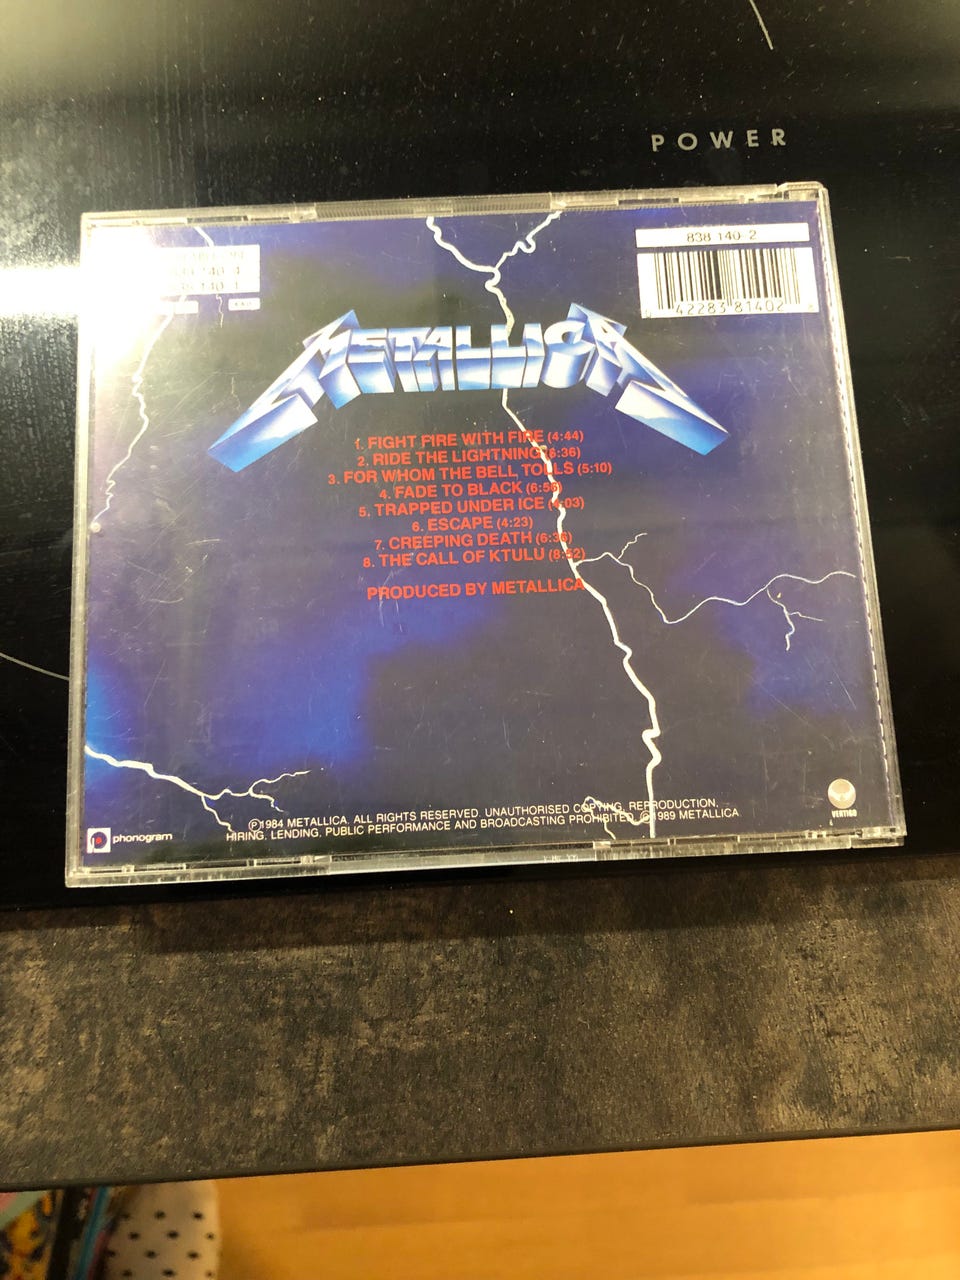 POWER
838 140-2
42283 81402
METALLICA
1. FIGHT FIRE WITH FIRE (4:44)
2. RIDE THE LIGHTNING (6:36)
3. FOR WHOM THE BELL TOLLS (5:10)
4. FADE TO BLACK (6:56)
5. TRAPPED UNDER ICE (4:03)
6. ESCAPE (4:23)
7. CREEPING DEATH (6:36)
8. THE CALL OF KTULU (8:52)
PRODUCED BY METALLICA
℗1984 METALLICA. ALL RIGHTS RESERVED. UNAUTHORISED COPYING, REPRODUCTION,
HIRING, LENDING, PUBLIC PERFORMANCE AND BROADCASTING PROHIBITED. ©1989 METALLICA
phonogram
VERTIGO